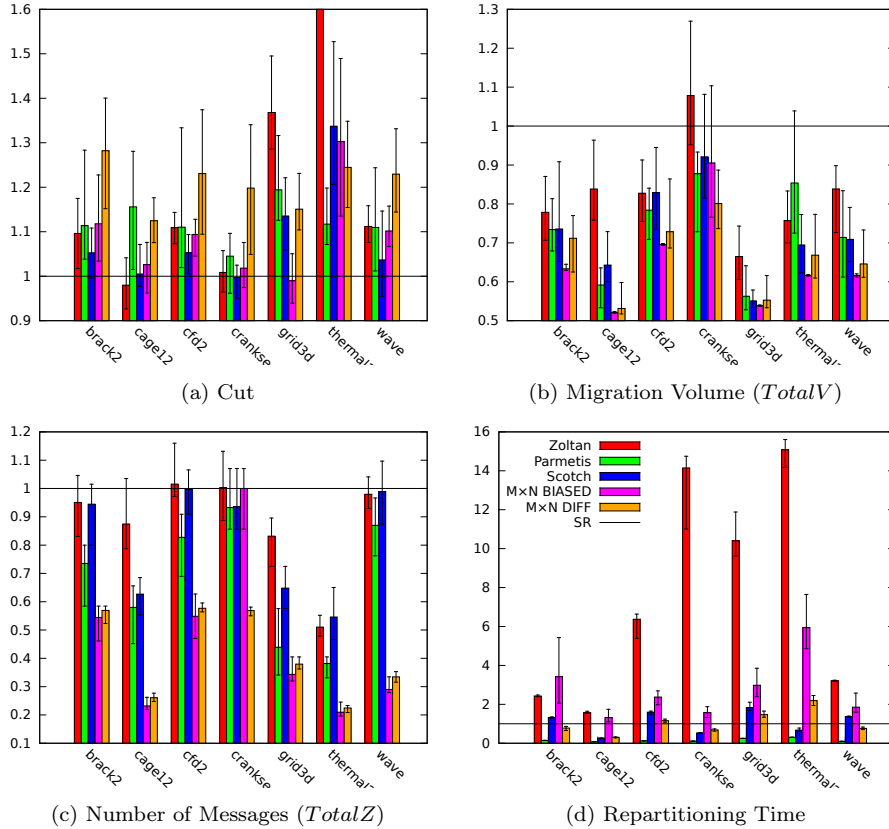 1.6
1.5
1.4
1.3
1.2
1.1
1
0.9
brack2
cage12
cfd2
crankse
grid3d
thermal
wave
(a) Cut
1.3
1.2
1.1
1
0.9
0.8
0.7
0.6
0.5
brack2
cage12
cfd2
crankse
grid3d
thermal
wave
(b) Migration Volume (TotalV)
1.2
1.1
1
0.9
0.8
0.7
0.6
0.5
0.4
0.3
0.2
0.1
brack2
cage12
cfd2
crankse
grid3d
thermal
wave
(c) Number of Messages (TotalZ)
16
14
12
10
8
6
4
2
0
Zoltan
Parmetis
Scotch
M×N BIASED
M×N DIFF
SR
brack2
cage12
cfd2
crankse
grid3d
thermal
wave
(d) Repartitioning Time